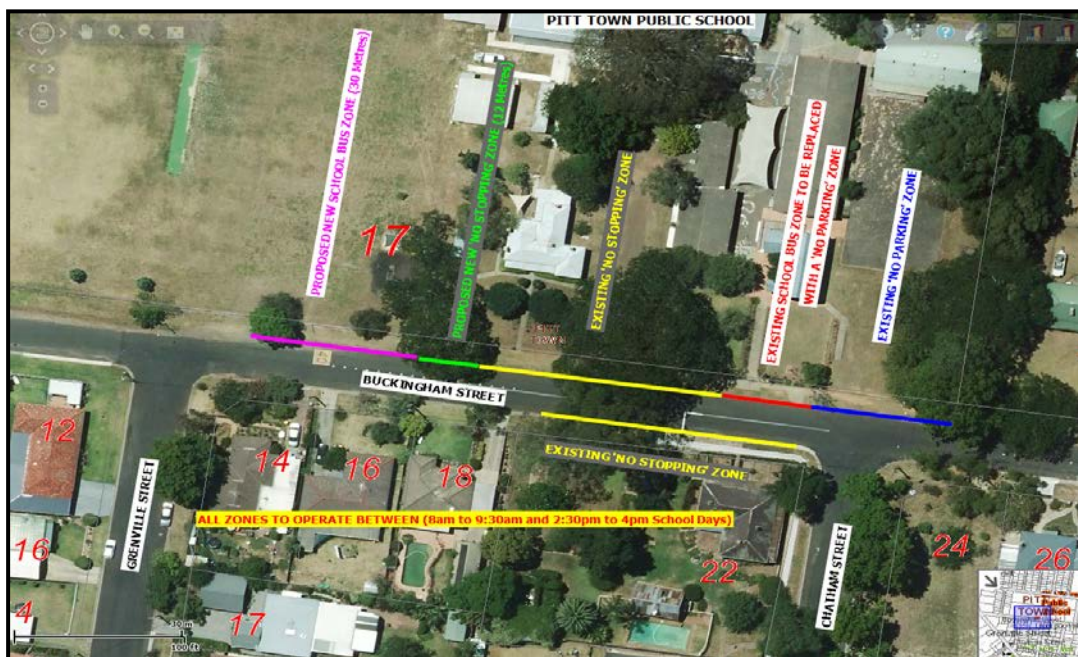 PITT TOWN PUBLIC SCHOOL
PROPOSED NEW SCHOOL BUS ZONE (30 Metres)
PROPOSED NEW 'NO STOPPING' ZONE (12 Metres)
EXISTING 'NO STOPPING' ZONE
EXISTING SCHOOL BUS ZONE TO BE REPLACED
WITH A 'NO PARKING' ZONE
EXISTING 'NO PARKING' ZONE
17
BUCKINGHAM STREET
12
14
16
18
EXISTING 'NO STOPPING' ZONE
GRENVILLE STREET
ALL ZONES TO OPERATE BETWEEN (8am to 9:30am and 2:30pm to 4pm School Days)
16
22
CHATHAM STREET
24
26
4
17
30 m
100 ft